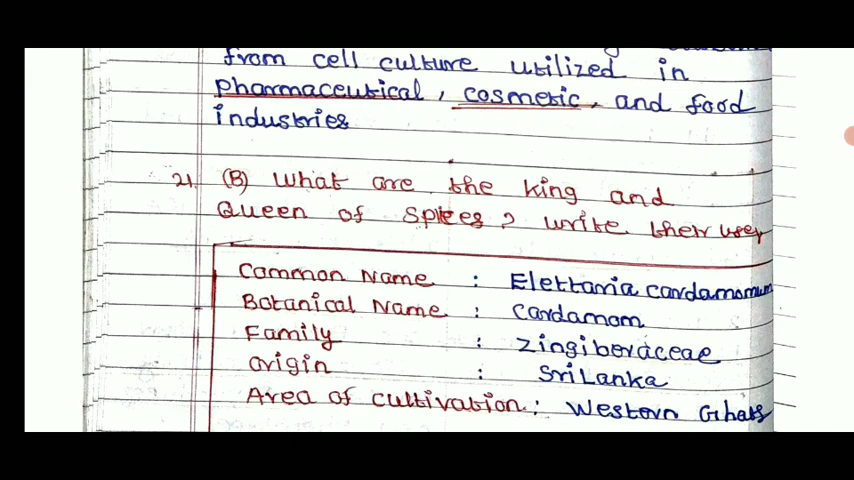 from cell culture utilized in
pharmaceutical, cosmetic, and food
industries
21. (B) What are the king and
Queen of Spices? write their uses
Common Name : Elettaria cardamomum
Botanical Name : Cardamom
Family : Zingiberaceae
Origin : SriLanka
Area of cultivation : Western Ghats